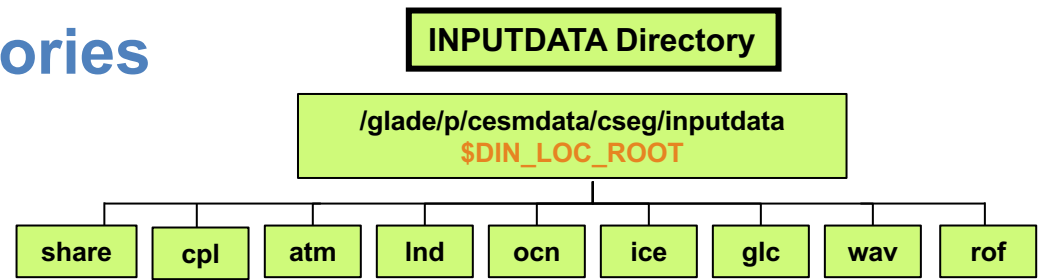 ories
INPUTDATA Directory
/glade/p/cesmdata/cseg/inputdata
$DIN_LOC_ROOT
share cpl atm lnd ocn ice glc wav rof